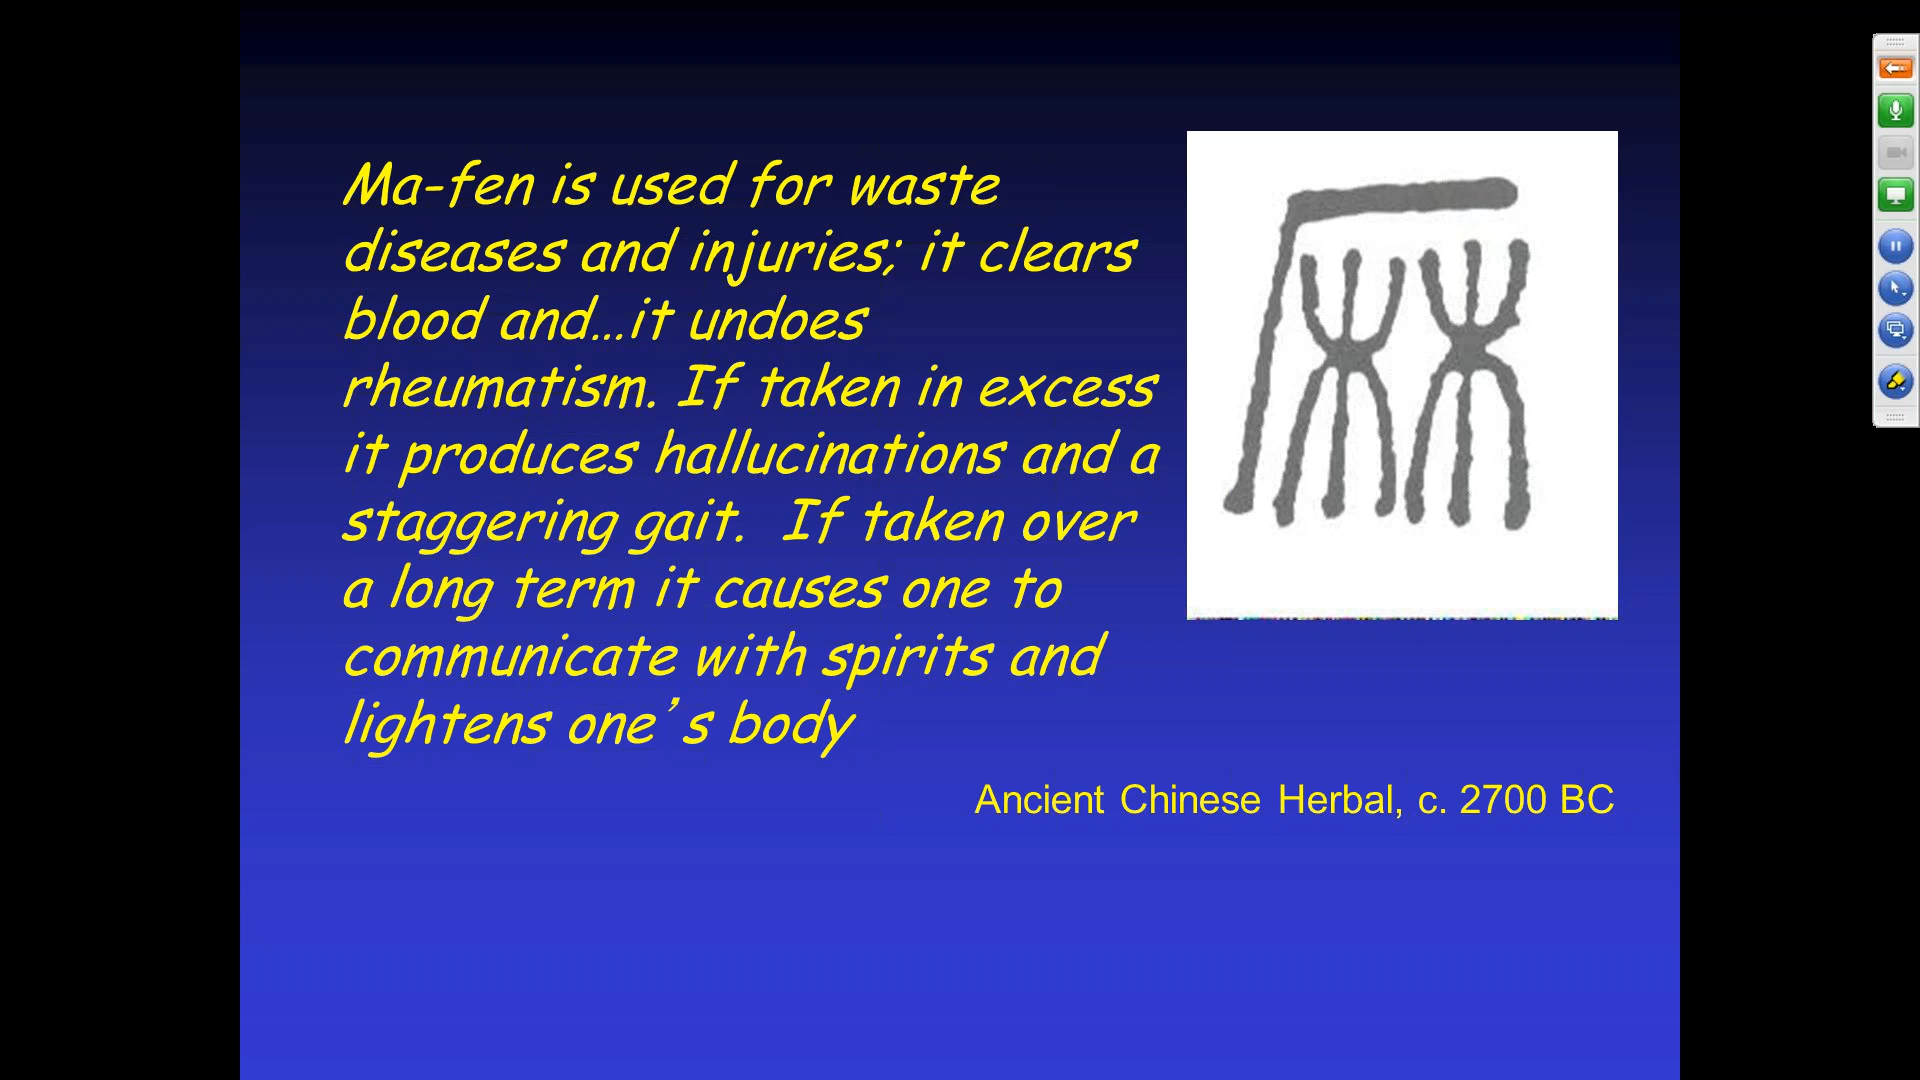 Ma-fen is used for waste
diseases and injuries; it clears
blood and...it undoes
rheumatism. If taken in excess
it produces hallucinations and a
staggering gait.  If taken over
a long term it causes one to
communicate with spirits and
lightens one’s body
Ancient Chinese Herbal, c. 2700 BC